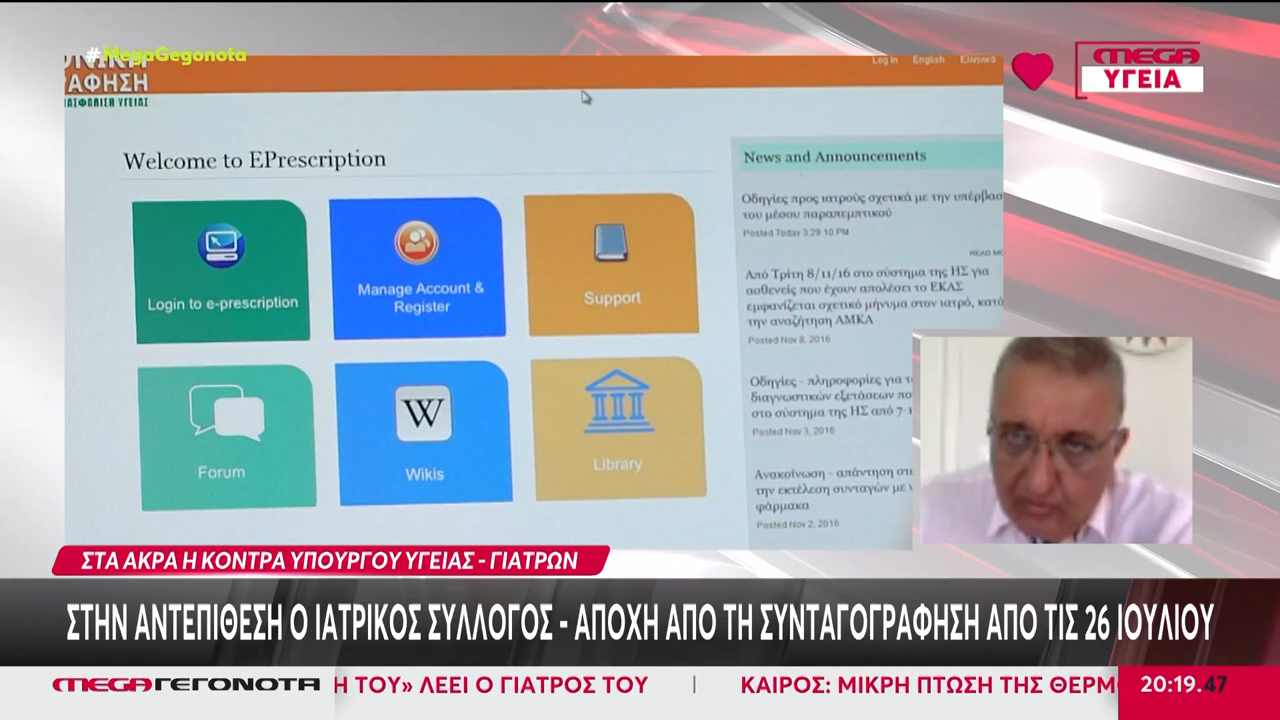 #MegaGegonota
ΡΑΦΗΣΗ
Log In English Ελληνικά
MEGA
ΥΓΕΙΑ
Welcome to EPrescription
Login to e-prescription
Manage Account &
Register
Support
Forum
W
Wikis
Library
News and Announcements
Οδηγίες προς ιατρούς σχετικά με την υπέρβασ
του μέσου παραπεμπτικού
Posted Today 3:29:10 PM
READ MO
Από Τρίτη 8/11/16 στο σύστημα της ΗΣ για
ασθενείς που έχουν απολέσει το ΕΚΑΣ
εμφανίζεται σχετικό μήνυμα στον ιατρό, κατά
την αναζήτηση ΑΜΚΑ
Posted Nov 8, 2016
Οδηγίες - πληροφορίες για τ
διαγνωστικών εξετάσεων πο
στο σύστημα της ΗΣ από 7-1
Posted Nov 3, 2016
Ανακοίνωση - απάντηση στ
την εκτέλεση συνταγών με
φάρμακα
Posted Nov 2, 2016
ΣΤΑ ΑΚΡΑ Η ΚΟΝΤΡΑ ΥΠΟΥΡΓΟΥ ΥΓΕΙΑΣ - ΓΙΑΤΡΩΝ
ΣΤΗΝ ΑΝΤΕΠΙΘΕΣΗ Ο ΙΑΤΡΙΚΟΣ ΣΥΛΛΟΓΟΣ - ΑΠΟΧΗ ΑΠΟ ΤΗ ΣΥΝΤΑΓΟΓΡΑΦΗΣΗ ΑΠΟ ΤΙΣ 26 ΙΟΥΛΙΟΥ
MEGAΓΕΓΟΝΟΤΑ Η ΤΟΥ» ΛΕΕΙ Ο ΓΙΑΤΡΟΣ ΤΟΥ | ΚΑΙΡΟΣ: ΜΙΚΡΗ ΠΤΩΣΗ ΤΗΣ ΘΕΡΜ 20:19.47